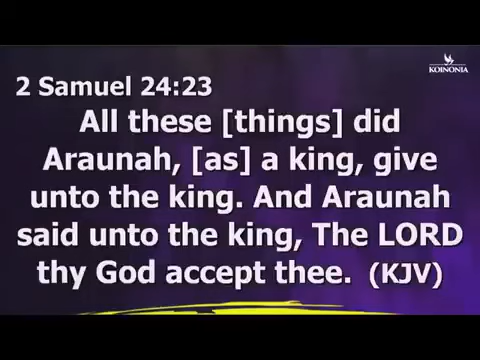 KOINONIA
2 Samuel 24:23
All these [things] did
Araunah, [as] a king, give
unto the king. And Araunah
said unto the king, The LORD
thy God accept thee. (KJV)